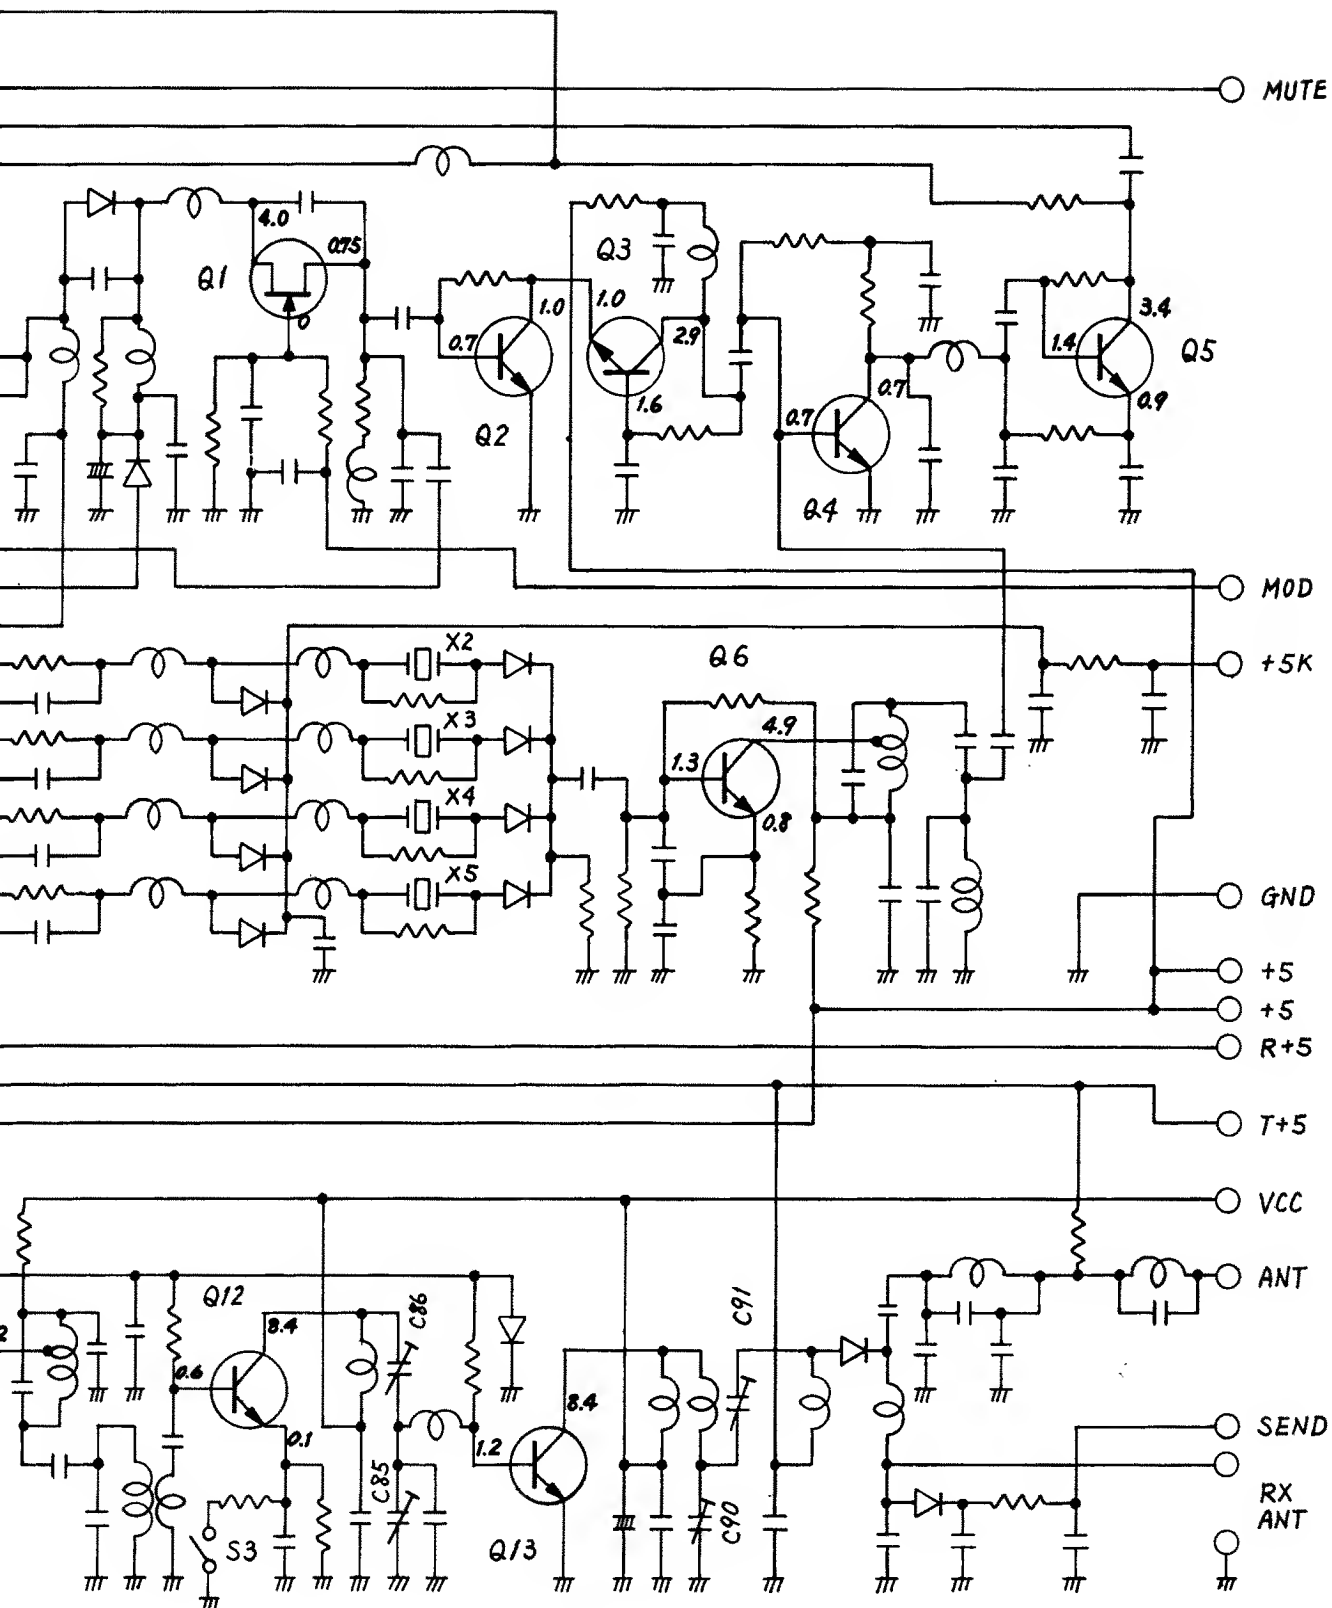 MUTE
4.0
0.75
Q1
0
Q3
1.0
1.0
0.7
2.9
Q2
1.6
0.7
0.7
Q4
3.4
1.4
Q5
0.9
MOD
X2
Q6
+5K
X3
4.9
1.3
X4
0.8
X5
GND
+5
+5
R+5
T+5
VCC
Q12
C86
C91
ANT
8.4
2
0.6
8.4
0.1
1.2
SEND
C85
C90
RX
ANT
S3
Q13